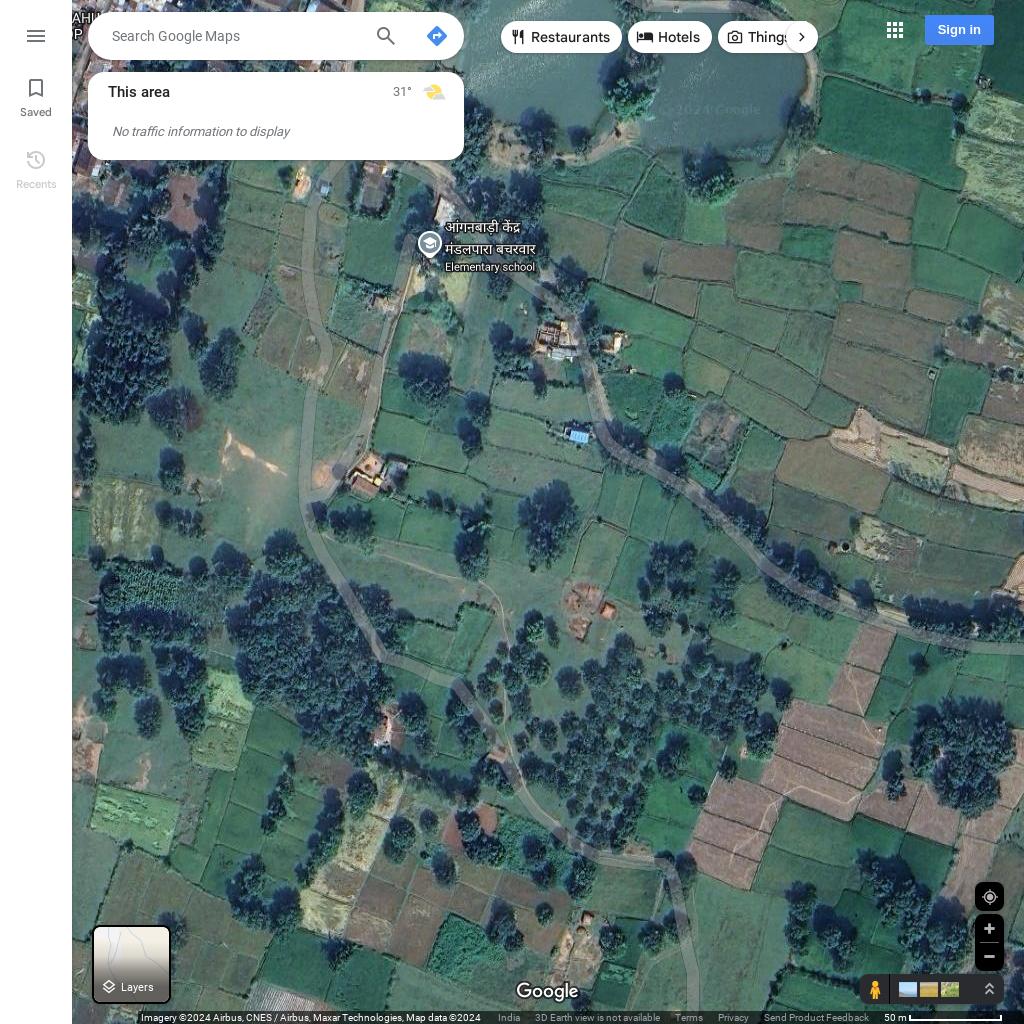 Search Google Maps
Restaurants
Hotels
Things
Sign in
This area
31°
No traffic information to display
Saved
Recents
©2024 Google
आंगनबाड़ी केंद्र
मंडलपारा बचरवार
Elementary school
Layers
Google
Imagery ©2024 Airbus, CNES / Airbus, Maxar Technologies, Map data ©2024
India
3D Earth view is not available
Terms
Privacy
Send Product Feedback
50 m